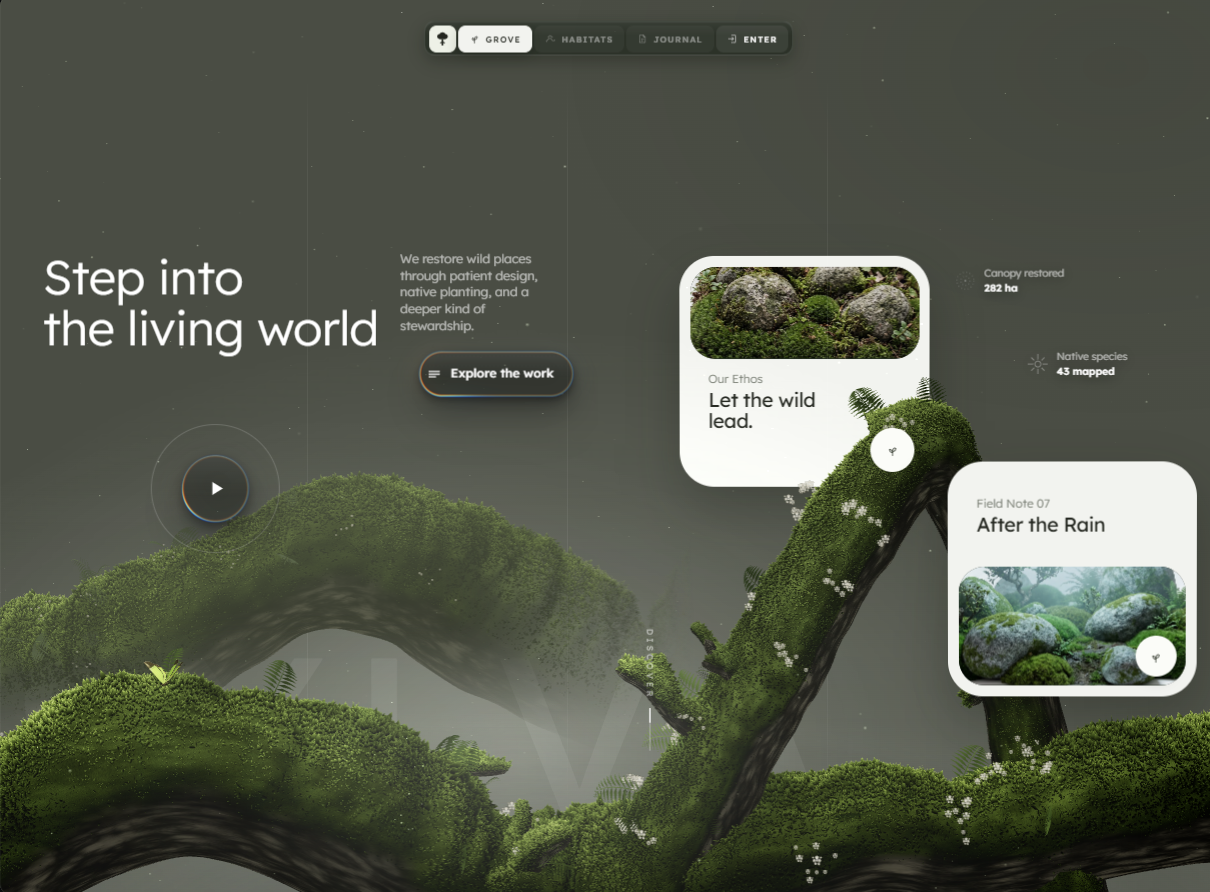 GROVE
HABITATS
JOURNAL
ENTER
Step into
the living world
We restore wild places
through patient design,
native planting, and a
deeper kind of
stewardship.
Explore the work
Our Ethos
Let the wild
lead.
Canopy restored
282 ha
Native species
43 mapped
Field Note 07
After the Rain
DISCOVER